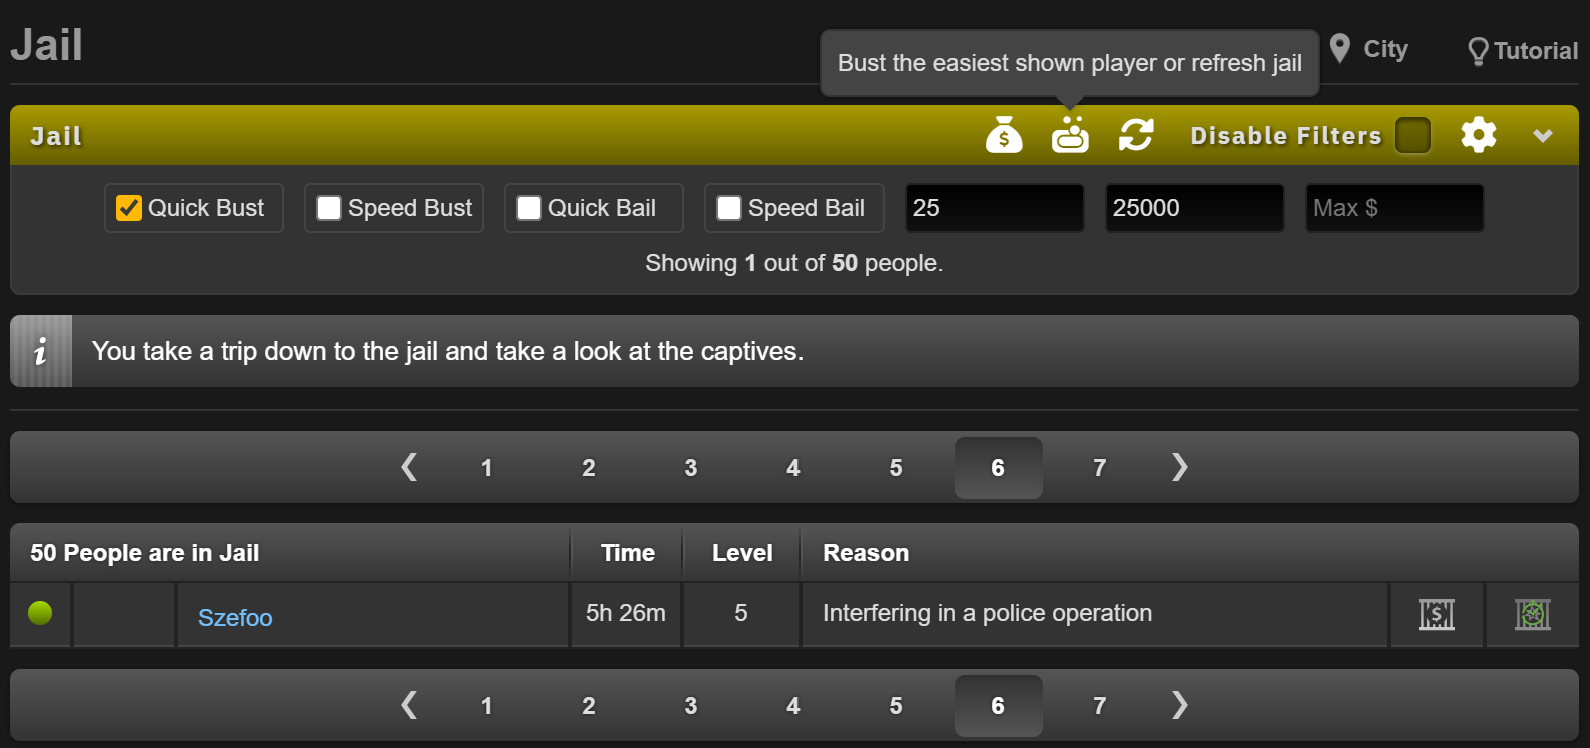 Jail
Bust the easiest shown player or refresh jail
City
Tutorial
Jail
$
Disable Filters
Quick Bust
Speed Bust
Quick Bail
Speed Bail
25
25000
Max $
Showing 1 out of 50 people.
i
You take a trip down to the jail and take a look at the captives.
1 2 3 4 5 6 7
50 People are in Jail
Time
Level
Reason
Szefoo
5h 26m
5
Interfering in a police operation
$
1 2 3 4 5 6 7